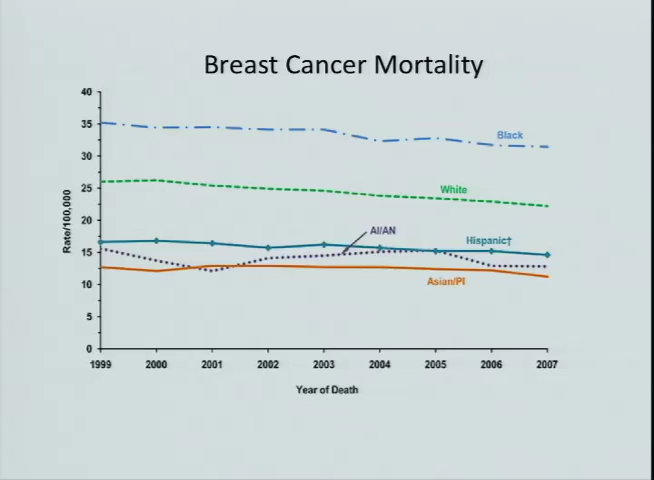 Breast Cancer Mortality
40
35
30
25
20
15
10
5
0
Rate/100,000
Black
White
AI/AN
Hispanic†
Asian/PI
1999 2000 2001 2002 2003 2004 2005 2006 2007
Year of Death